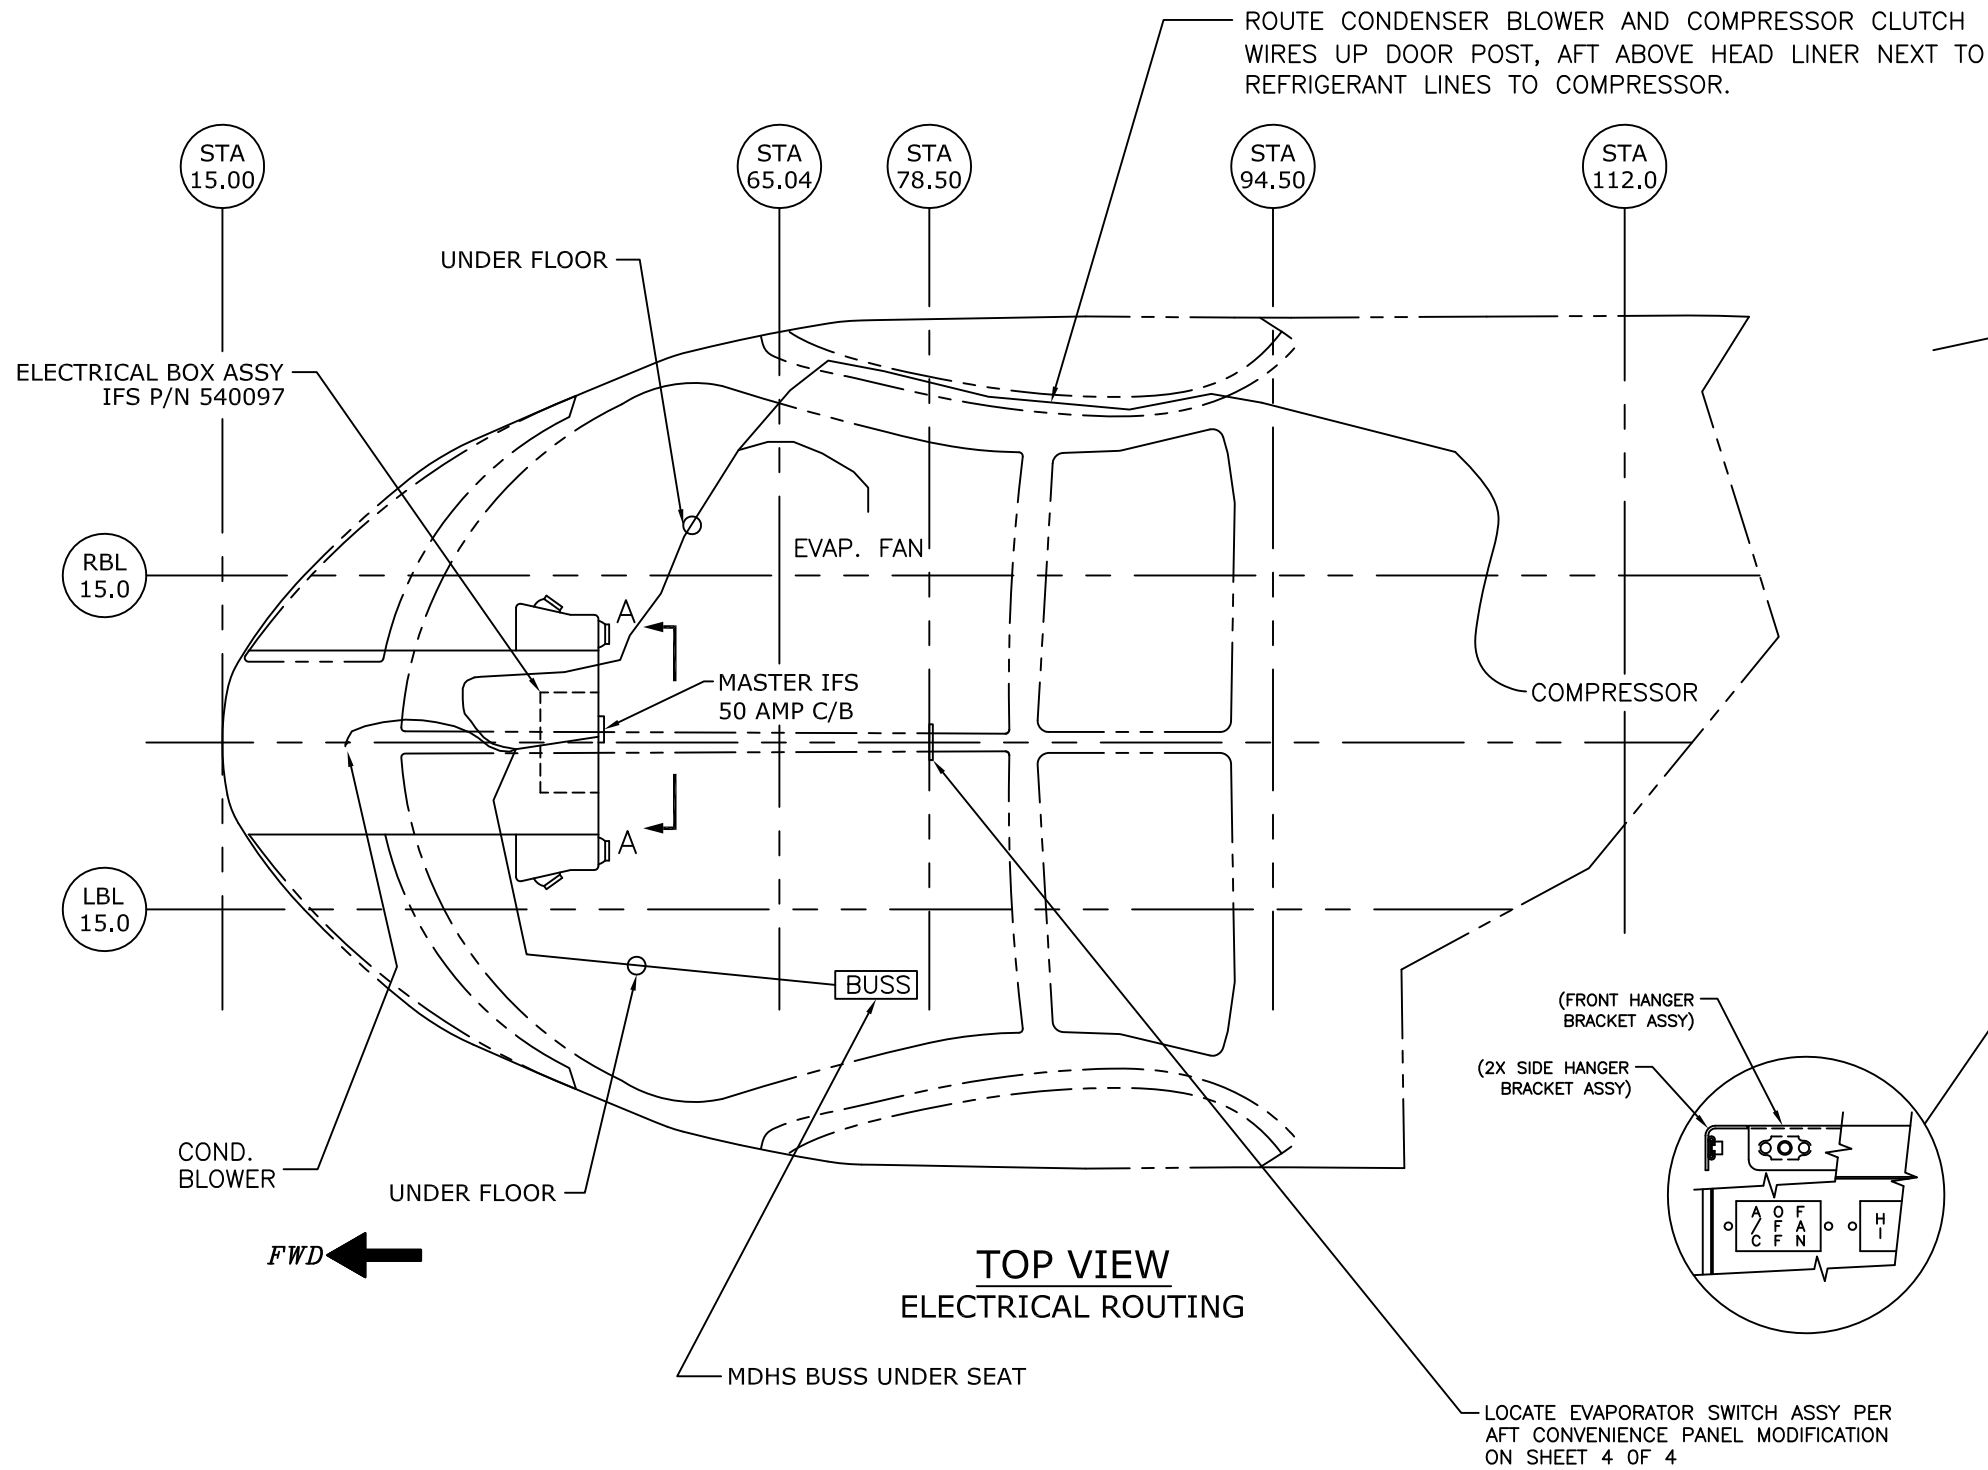 ROUTE CONDENSER BLOWER AND COMPRESSOR CLUTCH
WIRES UP DOOR POST, AFT ABOVE HEAD LINER NEXT TO
REFRIGERANT LINES TO COMPRESSOR.
STA
15.00
STA
65.04
STA
78.50
STA
94.50
STA
112.0
UNDER FLOOR
ELECTRICAL BOX ASSY
IFS P/N 540097
EVAP. FAN
RBL
15.0
A
MASTER IFS
50 AMP C/B
COMPRESSOR
A
LBL
15.0
BUSS
(FRONT HANGER
BRACKET ASSY)
(2X SIDE HANGER
BRACKET ASSY)
COND.
BLOWER
UNDER FLOOR
A O F
/ F A
C F N
H
I
FWD
TOP VIEW
ELECTRICAL ROUTING
MDHS BUSS UNDER SEAT
LOCATE EVAPORATOR SWITCH ASSY PER
AFT CONVENIENCE PANEL MODIFICATION
ON SHEET 4 OF 4